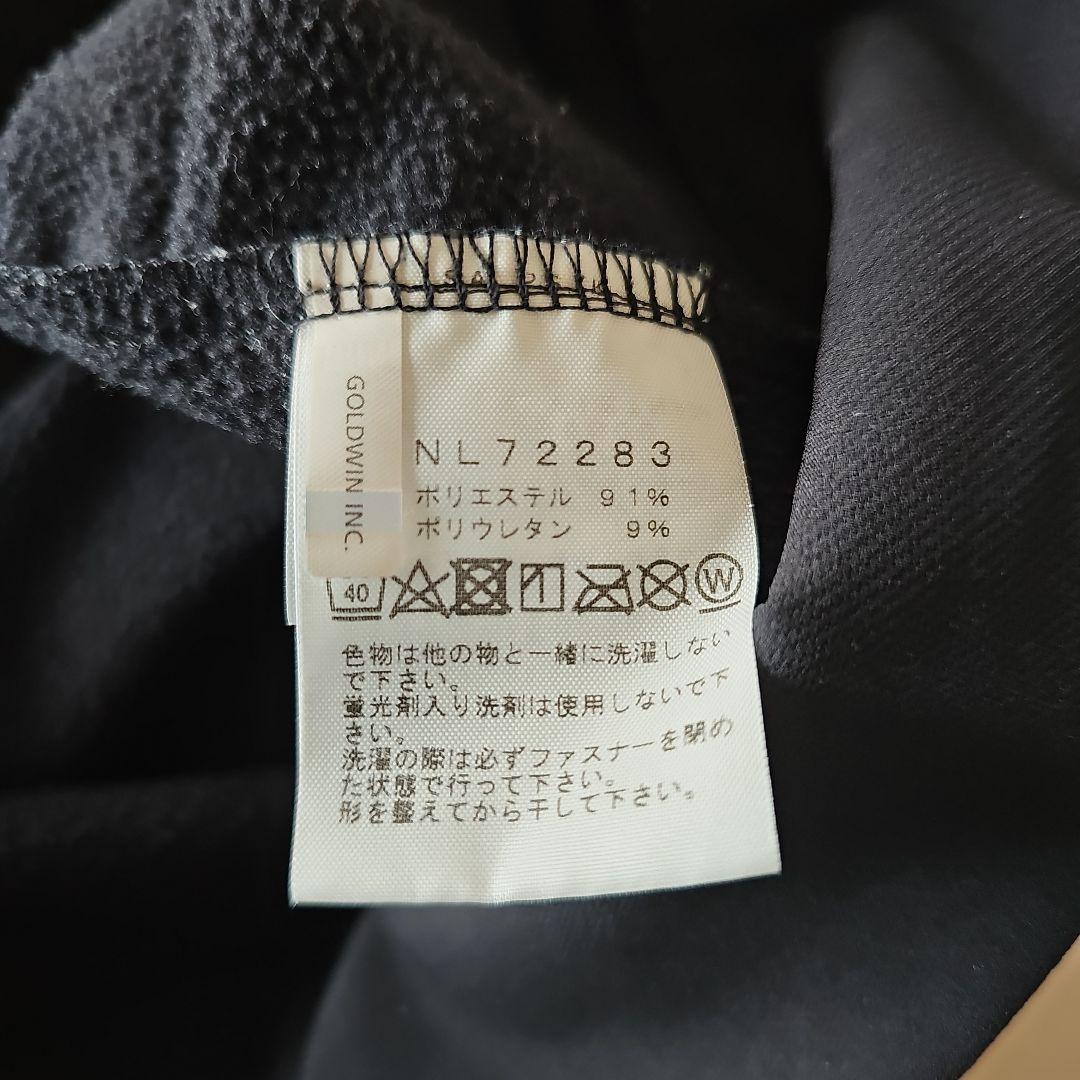 GOLDWIN INC.
NL72283
ポリエステル 91%
ポリウレタン 9%
40
W
色物は他の物と一緒に洗濯しない
で下さい。
蛍光剤入り洗剤は使用しないで下
さい。
洗濯の際は必ずファスナーを閉め
た状態で行って下さい。
形を整えてから干して下さい。